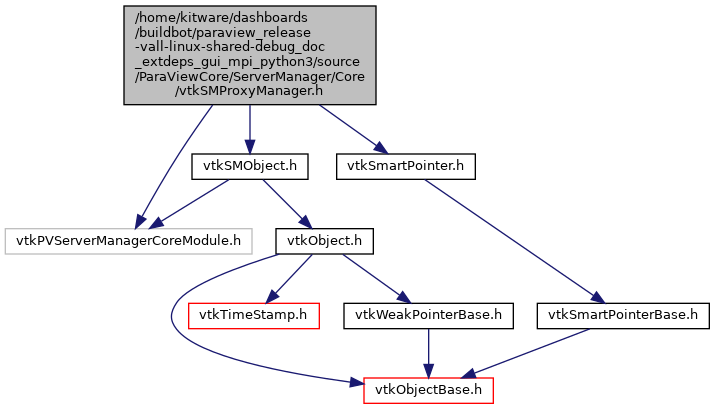 /home/kitware/dashboards
/buildbot/paraview_release
-vall-linux-shared-debug_doc
_extdeps_gui_mpi_python3/source
/ParaViewCore/ServerManager/Core
/vtkSMProxyManager.h
vtkSMObject.h
vtkSmartPointer.h
vtkPVServerManagerCoreModule.h
vtkObject.h
vtkTimeStamp.h
vtkWeakPointerBase.h
vtkSmartPointerBase.h
vtkObjectBase.h